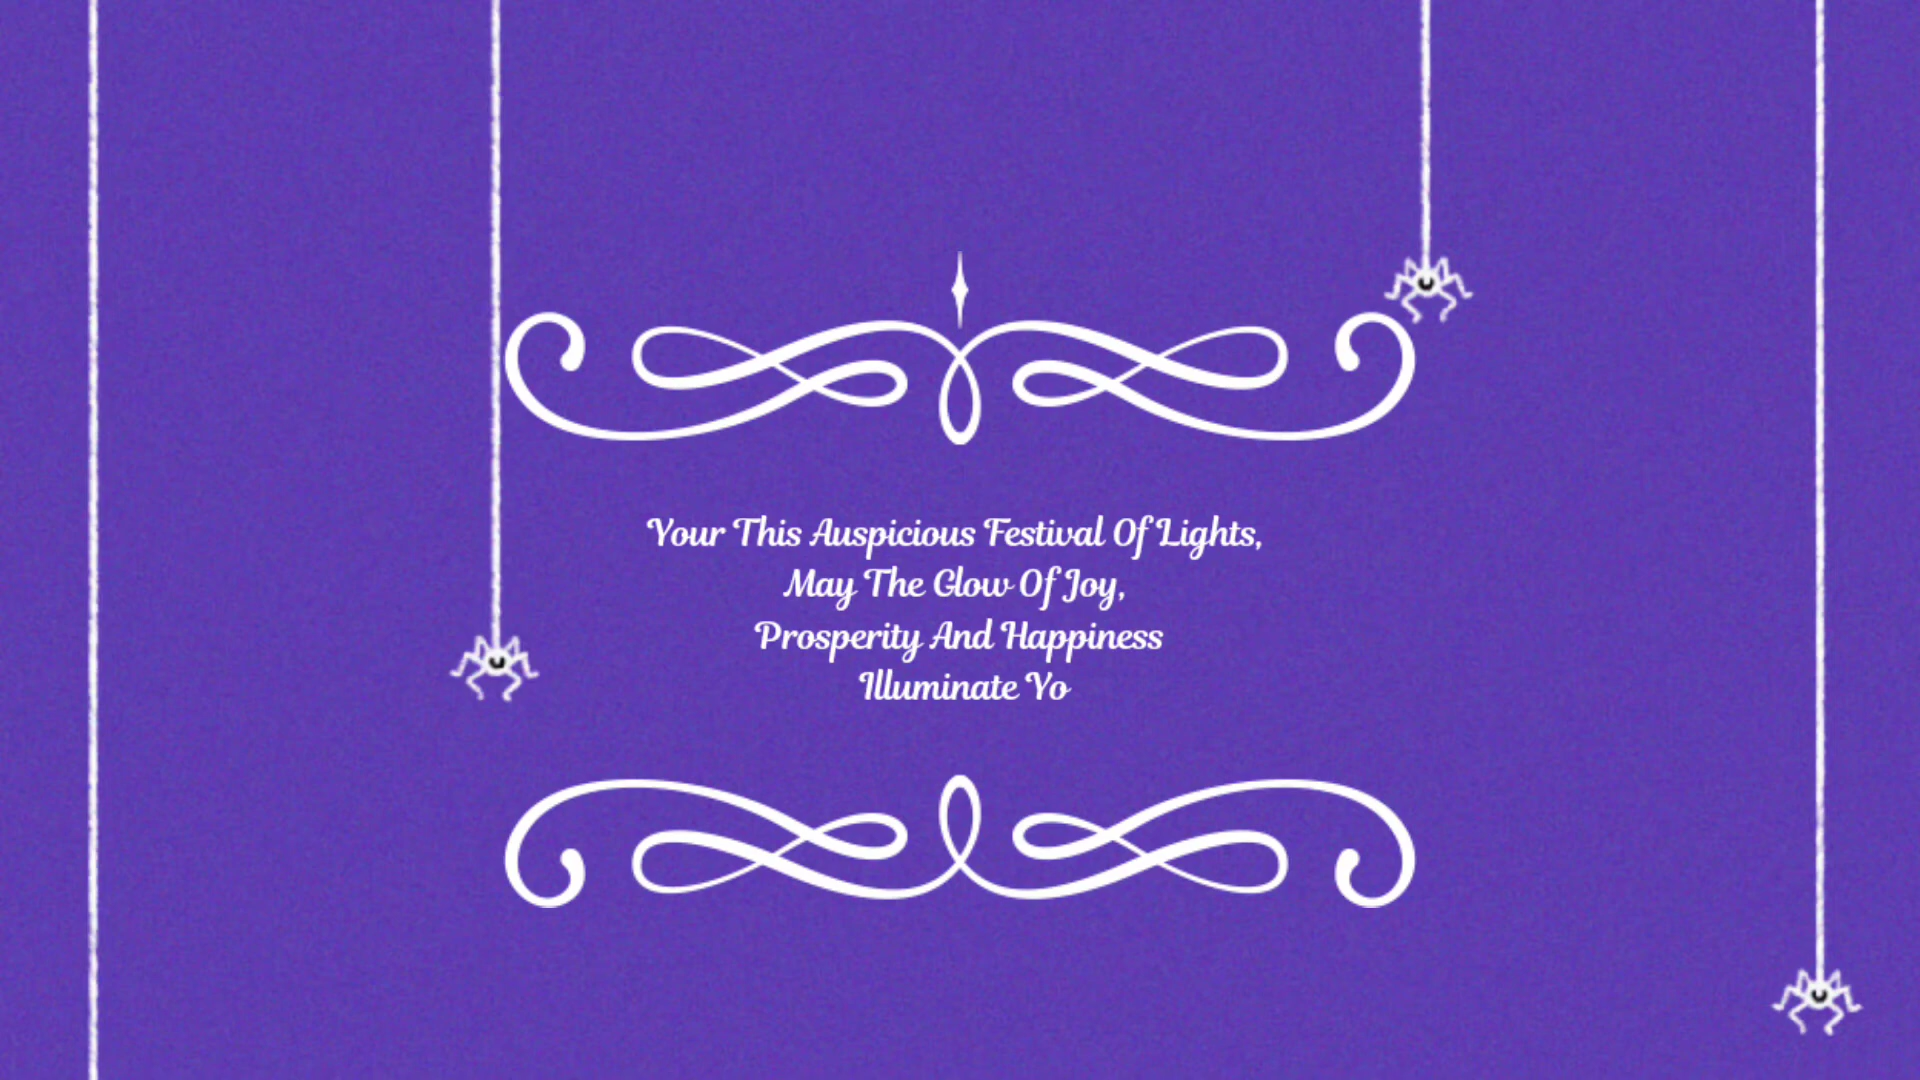 Your This Auspicious Festival Of Lights,
May The Glow Of Joy,
Prosperity And Happiness
Illuminate Yo